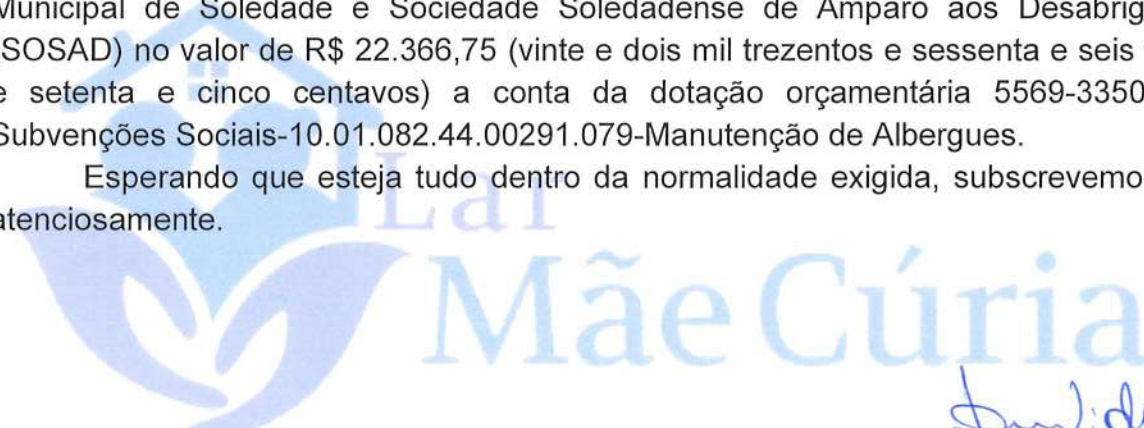 Municipal de Soledade e Sociedade Soledadense de Amparo aos Desabrig
SOSAD) no valor de R$ 22.366,75 (vinte e dois mil trezentos e sessenta e seis
e setenta e cinco centavos) a conta da dotação orçamentária 5569-3350
Subvenções Sociais-10.01.082.44.00291.079-Manutenção de Albergues.
Esperando que esteja tudo dentro da normalidade exigida, subscrevemo
atenciosamente.
Lar
Mãe Cúria